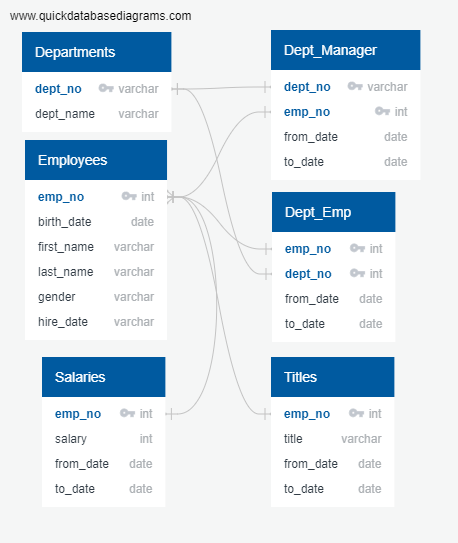 www.quickdatabasediagrams.com
Departments
dept_no varchar
dept_name varchar
Dept_Manager
dept_no varchar
emp_no int
from_date date
to_date date
Employees
emp_no int
birth_date date
first_name varchar
last_name varchar
gender varchar
hire_date varchar
Dept_Emp
emp_no int
dept_no int
from_date date
to_date date
Salaries
emp_no int
salary int
from_date date
to_date date
Titles
emp_no int
title varchar
from_date date
to_date date